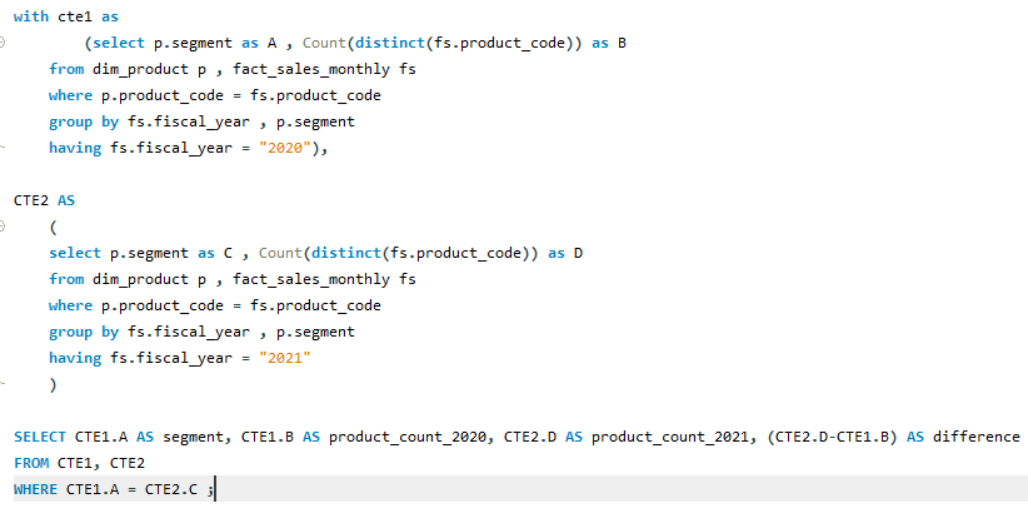 with cte1 as
(select p.segment as A , Count(distinct(fs.product_code)) as B
from dim_product p , fact_sales_monthly fs
where p.product_code = fs.product_code
group by fs.fiscal_year , p.segment
having fs.fiscal_year = "2020"),
CTE2 AS
(
select p.segment as C , Count(distinct(fs.product_code)) as D
from dim_product p , fact_sales_monthly fs
where p.product_code = fs.product_code
group by fs.fiscal_year , p.segment
having fs.fiscal_year = "2021"
)
SELECT CTE1.A AS segment, CTE1.B AS product_count_2020, CTE2.D AS product_count_2021, (CTE2.D-CTE1.B) AS difference
FROM CTE1, CTE2
WHERE CTE1.A = CTE2.C ;